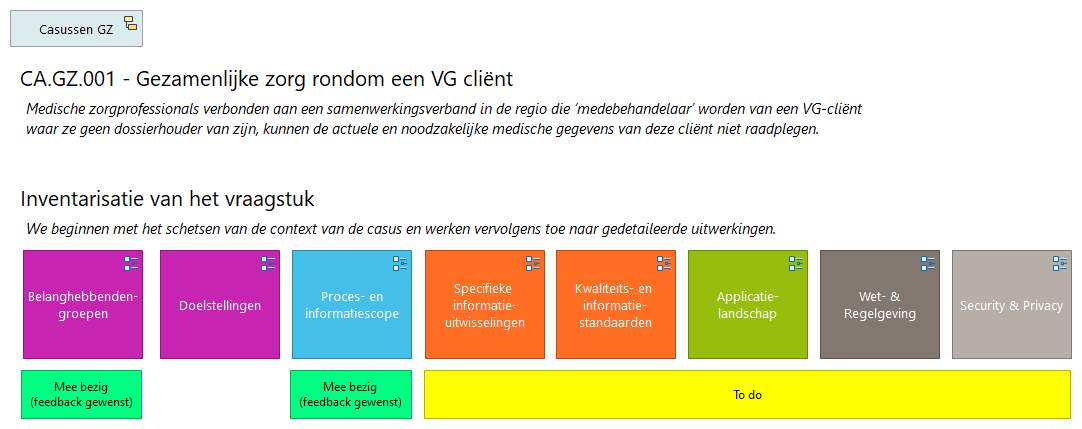 Casussen GZ
CA.GZ.001 - Gezamenlijke zorg rondom een VG cliënt
Medische zorgprofessionals verbonden aan een samenwerkingsverband in de regio die ‘medebehandelaar’ worden van een VG-cliënt
waar ze geen dossierhouder van zijn, kunnen de actuele en noodzakelijke medische gegevens van deze cliënt niet raadplegen.
Inventarisatie van het vraagstuk
We beginnen met het schetsen van de context van de casus en werken vervolgens toe naar gedetaileerde uitwerkingen.
Belanghebbenden-
groepen
Doelstellingen
Proces- en
informatiescope
Specifieke
informatie-
uitwisselingen
Kwaliteits- en
informatie-
standaarden
Applicatie-
landschap
Wet- &
Regelgeving
Security & Privacy
Mee bezig
(feedback gewenst)
Mee bezig
(feedback gewenst)
To do